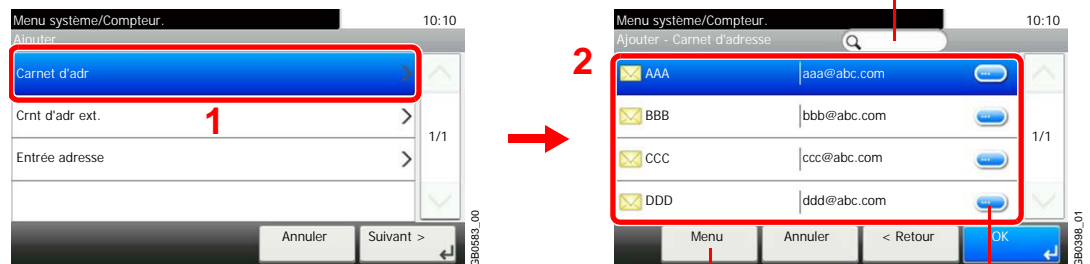 Menu système/Compteur.
10:10
Ajouter
Carnet d'adr
Crnt d'adr ext.
1
1/1
Entrée adresse
Annuler
Suivant >
GB0583_00
Menu système/Compteur.
10:10
Ajouter - Carnet d'adresse
2
AAA
aaa@abc.com
BBB
bbb@abc.com
1/1
CCC
ccc@abc.com
DDD
ddd@abc.com
Menu
Annuler
< Retour
OK
GB0398_01